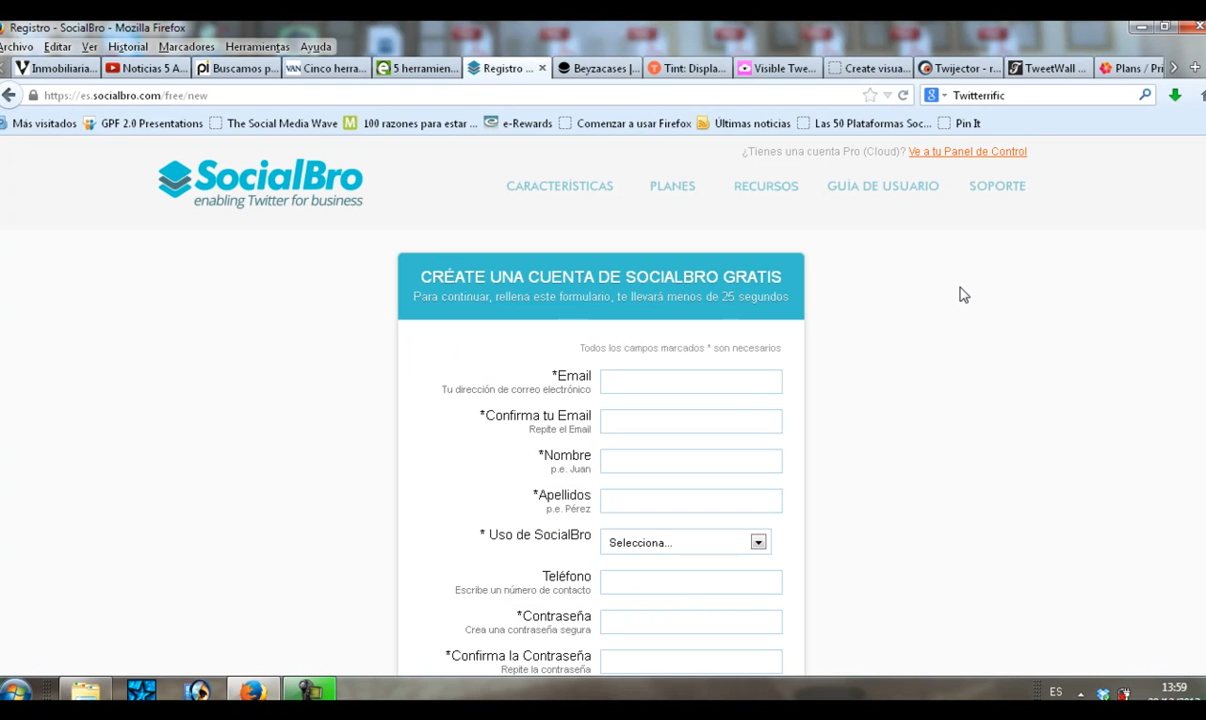 Registro - SocialBro - Mozilla Firefox
Archivo Editar Ver Historial Marcadores Herramientas Ayuda
Inmobiliaria... Noticias 5 A... Buscamos p... Cinco herra... 5 herramien... Registro ... Beyzacases |... Tint: Displa... Visible Twe... Create visua... Twijector - r... TweetWall ... Plans / Pri
https://es.socialbro.com/free/new Twitterrific
Más visitados GPF 2.0 Presentations The Social Media Wave 100 razones para estar ... e-Rewards Comenzar a usar Firefox Últimas noticias Las 50 Plataformas Soc... Pin It
¿Tienes una cuenta Pro (Cloud)? Ve a tu Panel de Control
SocialBro
enabling Twitter for business
CARACTERÍSTICAS PLANES RECURSOS GUÍA DE USUARIO SOPORTE
CRÉATE UNA CUENTA DE SOCIALBRO GRATIS
Para continuar, rellena este formulario, te llevará menos de 25 segundos
Todos los campos marcados * son necesarios
*Email
Tu dirección de correo electrónico
*Confirma tu Email
Repite el Email
*Nombre
p.e. Juan
*Apellidos
p.e. Pérez
* Uso de SocialBro Selecciona...
Teléfono
Escribe un número de contacto
*Contraseña
Crea una contraseña segura
*Confirma la Contraseña
Repite la contraseña
ES 13:59